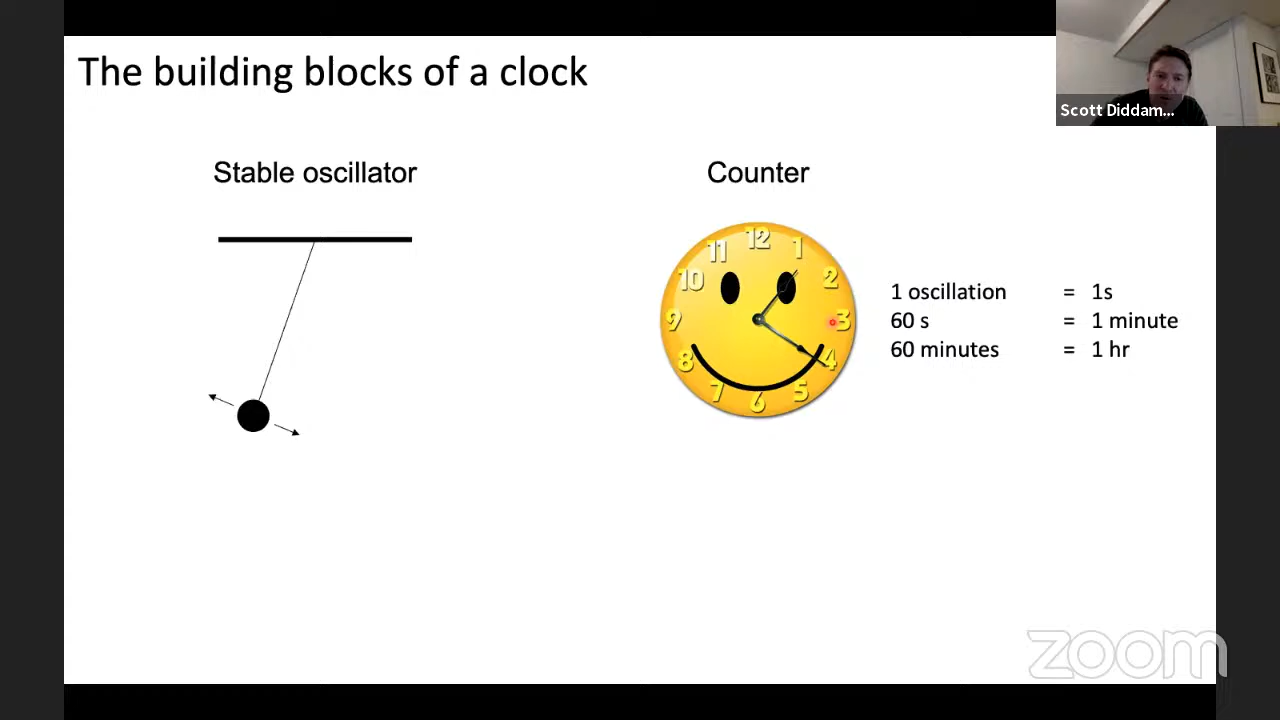 The building blocks of a clock
Scott Diddam...
Stable oscillator
Counter
12
11
1
10
2
9
3
8
4
7
5
6
1 oscillation = 1s
60 s = 1 minute
60 minutes = 1 hr
zoom